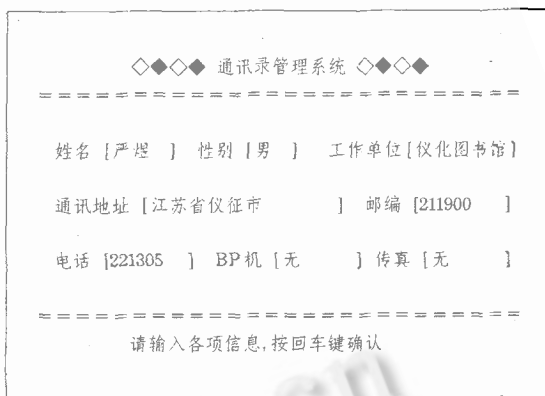 ◇◆◇◆ 通讯录管理系统 ◇◆◇◆
===========================
姓名 [严煜 ] 性别 [男 ] 工作单位[仪化图书馆]
通讯地址 [江苏省仪征市 ] 邮编 [211900 ]
电话 [221305 ] BP机 [无 ] 传真 [无 ]
===========================
请输入各项信息,按回车键确认